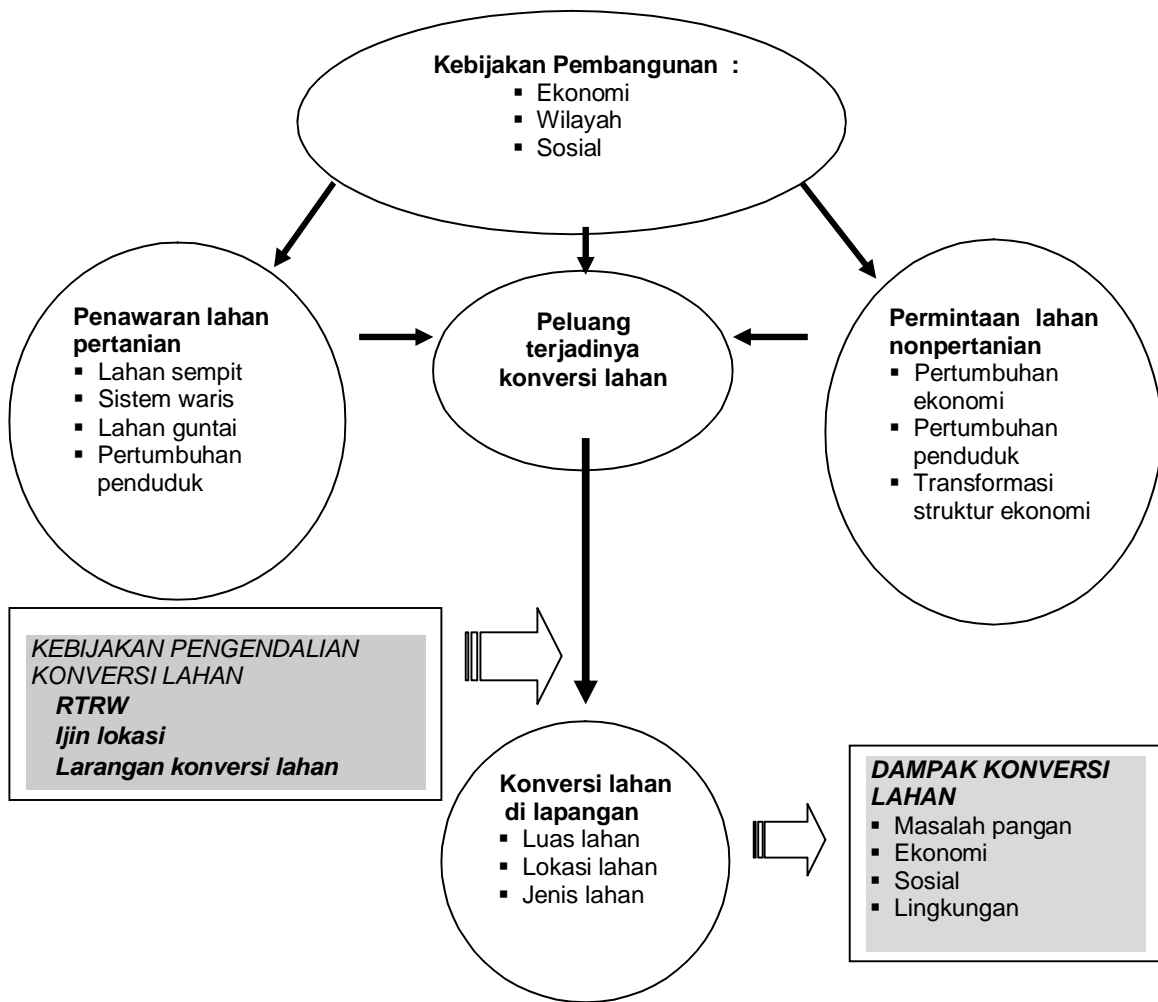 Kebijakan Pembangunan :
▪ Ekonomi
▪ Wilayah
▪ Sosial
Penawaran lahan
pertanian
▪ Lahan sempit
▪ Sistem waris
▪ Lahan guntai
▪ Pertumbuhan
penduduk
Peluang
terjadinya
konversi lahan
Permintaan lahan
nonpertanian
▪ Pertumbuhan
ekonomi
▪ Pertumbuhan
penduduk
▪ Transformasi
struktur ekonomi
KEBIJAKAN PENGENDALIAN
KONVERSI LAHAN
RTRW
Ijin lokasi
Larangan konversi lahan
Konversi lahan
di lapangan
▪ Luas lahan
▪ Lokasi lahan
▪ Jenis lahan
DAMPAK KONVERSI
LAHAN
▪ Masalah pangan
▪ Ekonomi
▪ Sosial
▪ Lingkungan